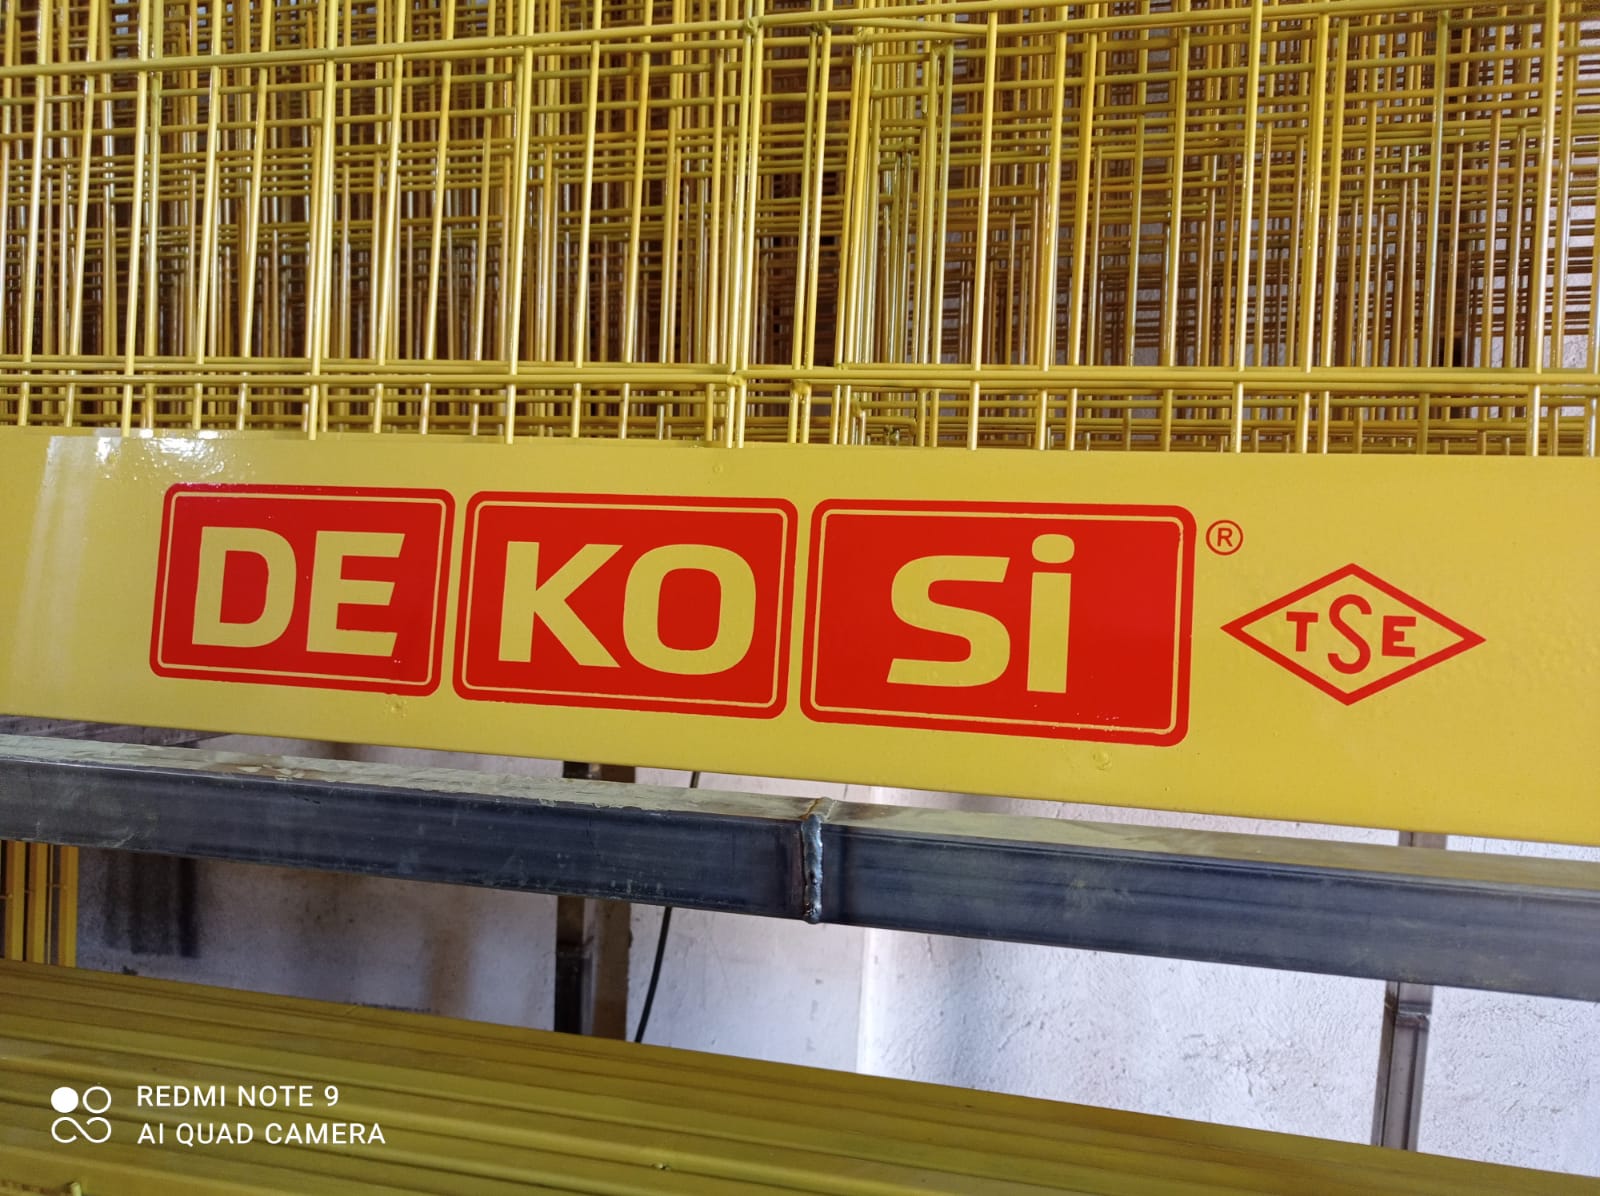 DE KO Sİ ®
TSE
REDMI NOTE 9
AI QUAD CAMERA